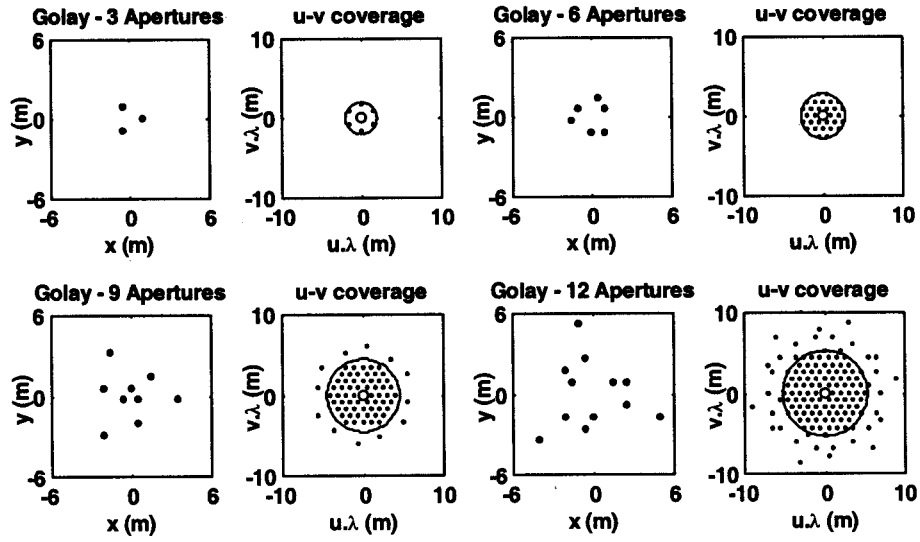 Golay - 3 Apertures
u-v coverage
Golay - 6 Apertures
u-v coverage
6
0
-6
y (m)
-6 0 6
x (m)
10
0
-10
v.λ (m)
-10 0 10
u.λ (m)
6
0
-6
y (m)
-6 0 6
x (m)
10
0
-10
v.λ (m)
-10 0 10
u.λ (m)
Golay - 9 Apertures
u-v coverage
Golay - 12 Apertures
u-v coverage
6
0
-6
y (m)
-6 0 6
x (m)
10
0
-10
v.λ (m)
-10 0 10
u.λ (m)
6
0
-6
y (m)
-6 0 6
x (m)
10
0
-10
v.λ (m)
-10 0 10
u.λ (m)